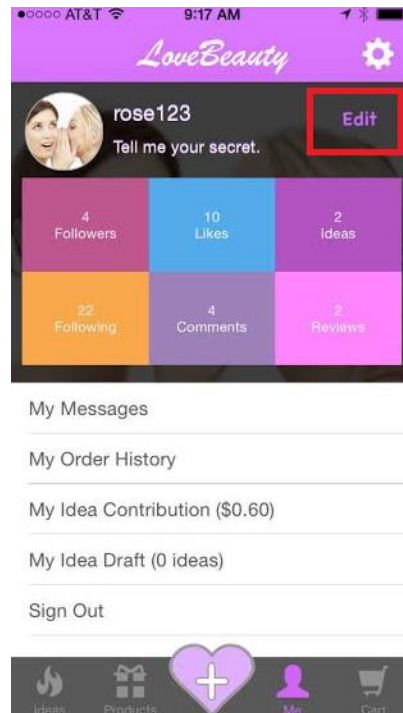 AT&T 9:17 AM
LoveBeauty
rose123
Edit
Tell me your secret.
4
Followers
10
Likes
2
Ideas
22
Following
4
Comments
2
Reviews
My Messages
My Order History
My Idea Contribution ($0.60)
My Idea Draft (0 ideas)
Sign Out
Ideas
Products
Me
Cart